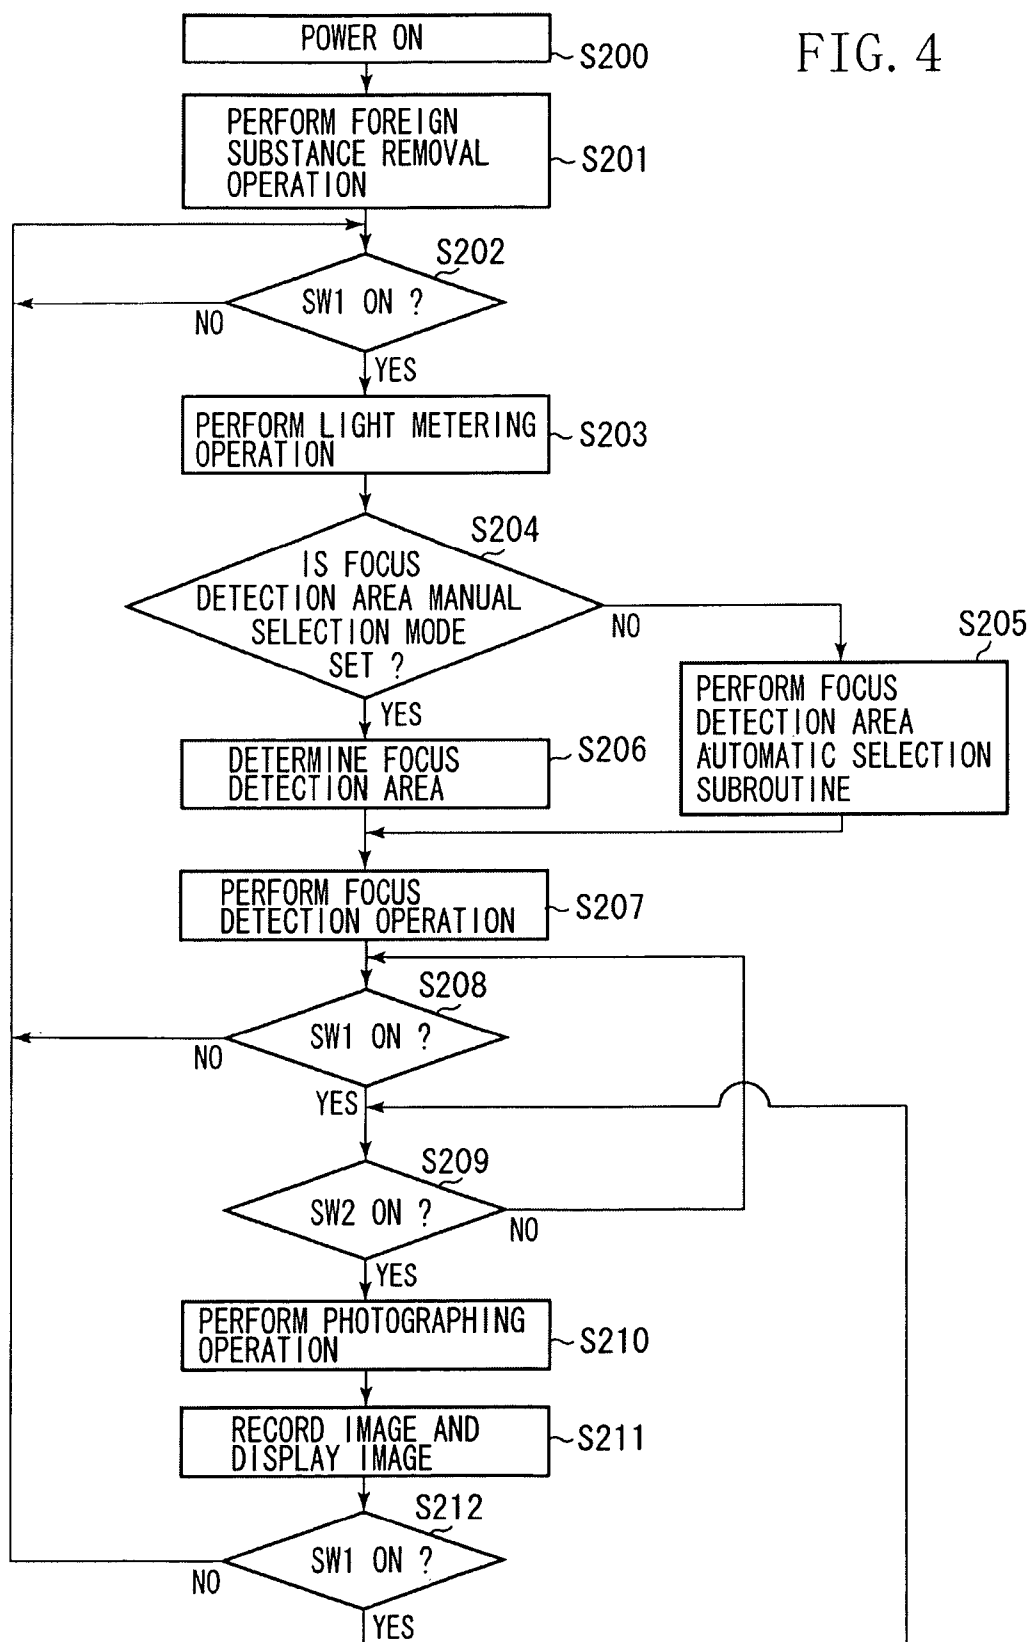 FIG. 4
POWER ON
S200
PERFORM FOREIGN
SUBSTANCE REMOVAL
OPERATION
S201
S202
SW1 ON ?
NO
YES
PERFORM LIGHT METERING
OPERATION
S203
S204
IS FOCUS
DETECTION AREA MANUAL
SELECTION MODE
SET ?
NO
YES
S205
PERFORM FOCUS
DETECTION AREA
AUTOMATIC SELECTION
SUBROUTINE
DETERMINE FOCUS
DETECTION AREA
S206
PERFORM FOCUS
DETECTION OPERATION
S207
S208
SW1 ON ?
NO
YES
S209
SW2 ON ?
NO
YES
PERFORM PHOTOGRAPHING
OPERATION
S210
RECORD IMAGE AND
DISPLAY IMAGE
S211
S212
SW1 ON ?
NO
YES